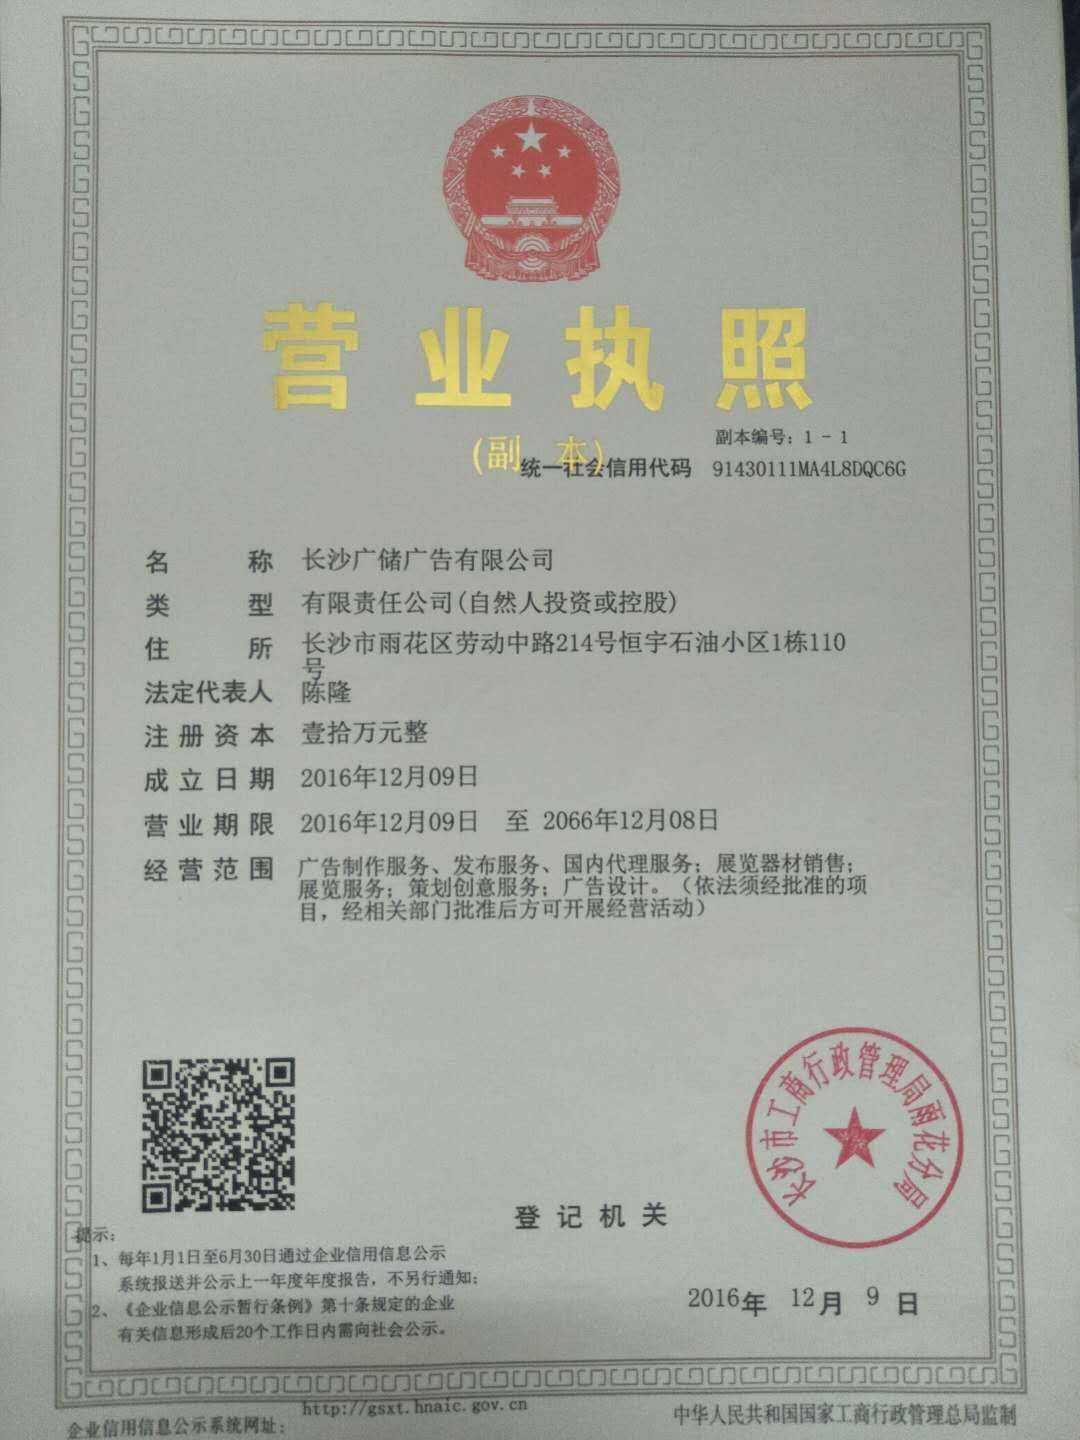 营业执照
(副 本)
副本编号：1 - 1
统一社会信用代码 91430111MA4L8DQC6G
名称 长沙广储广告有限公司
类型 有限责任公司(自然人投资或控股)
住所 长沙市雨花区劳动中路214号恒宇石油小区1栋110
号
法定代表人 陈隆
注册资本 壹拾万元整
成立日期 2016年12月09日
营业期限 2016年12月09日 至 2066年12月08日
经营范围 广告制作服务、发布服务、国内代理服务；展览器材销售；
展览服务；策划创意服务；广告设计。（依法须经批准的项
目，经相关部门批准后方可开展经营活动）
长沙市工商行政管理局雨花分局
登记机关
提示：
1、每年1月1日至6月30日通过企业信用信息公示
系统报送并公示上一年度年度报告，不另行通知；
2、《企业信息公示暂行条例》第十条规定的企业
有关信息形成后20个工作日内需向社会公示。
2016年 12月 9日
企业信用信息公示系统网址：http://gsxt.hnaic.gov.cn
中华人民共和国国家工商行政管理总局监制